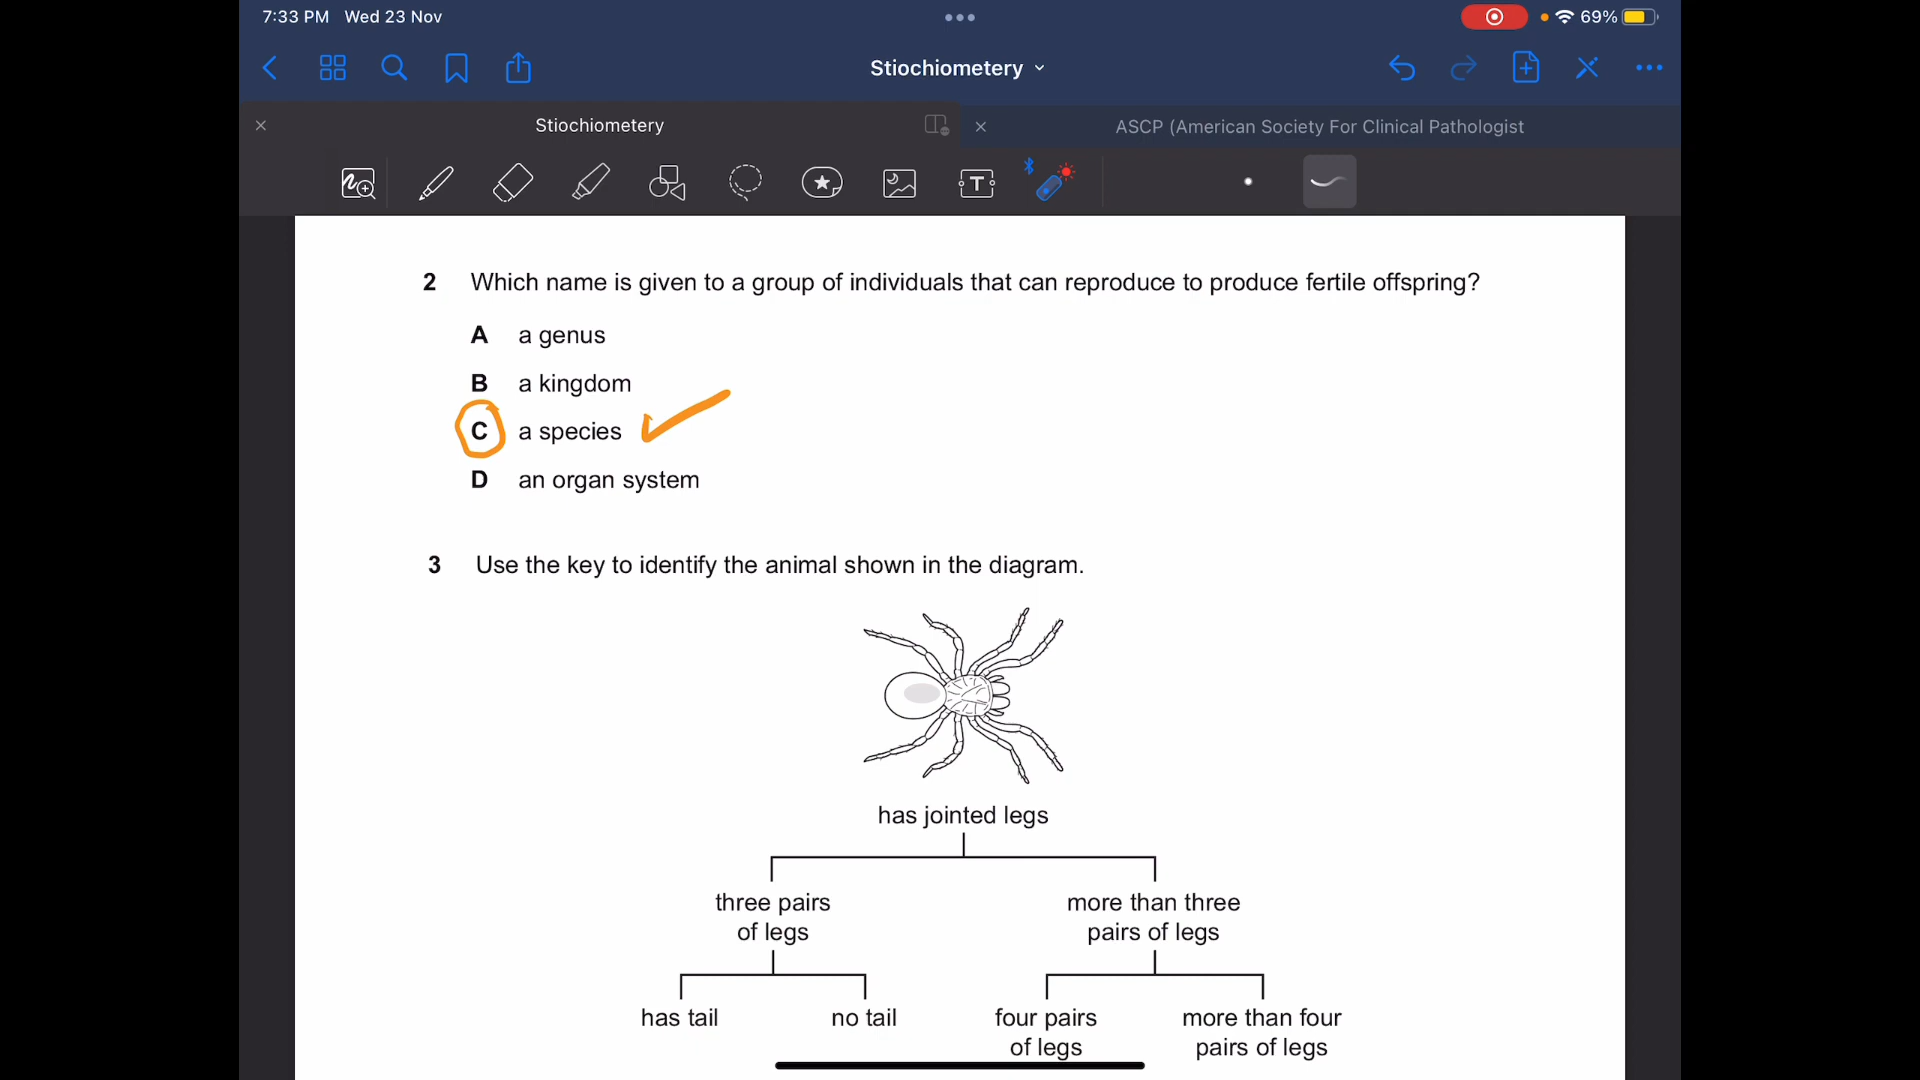 7:33 PM Wed 23 Nov
69%
Stiochiometery
Stiochiometery
ASCP (American Society For Clinical Pathologist
T
2 Which name is given to a group of individuals that can reproduce to produce fertile offspring?
A a genus
B a kingdom
C a species
D an organ system
3 Use the key to identify the animal shown in the diagram.
has jointed legs
three pairs
of legs
more than three
pairs of legs
has tail
no tail
four pairs
of legs
more than four
pairs of legs